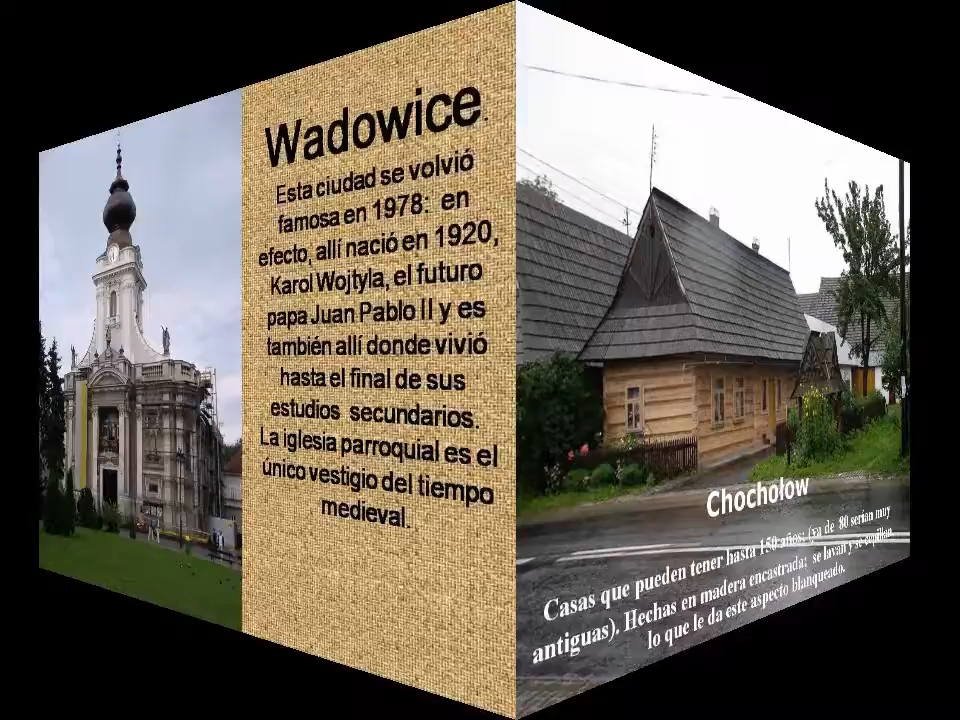 Wadowice.
Esta ciudad se volvió
famosa en 1978: en
efecto, allí nació en 1920,
Karol Wojtyla, el futuro
papa Juan Pablo II y es
también allí donde vivió
hasta el final de sus
estudios secundarios.
La iglesia parroquial es el
único vestigio del tiempo
medieval.
Chochołow
Casas que pueden tener hasta 150 años: (ya de 80 serían muy
antiguas). Hechas en madera encastrada; se lavan y se cepillan
lo que le da este aspecto blanqueado.